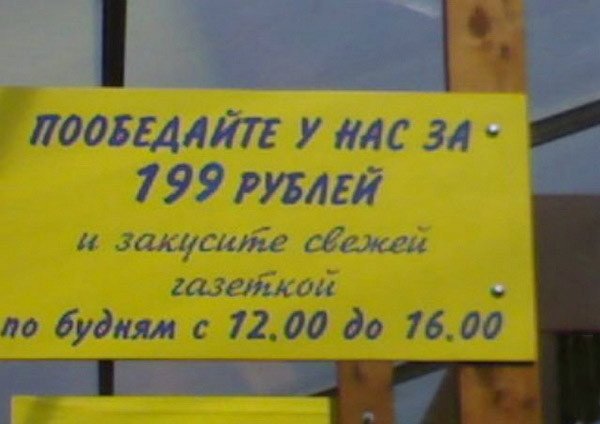 ПООБЕДАЙТЕ У НАС ЗА
199 РУБЛЕЙ
и закусите свежей
газеткой
по будням с 12.00 до 16.00